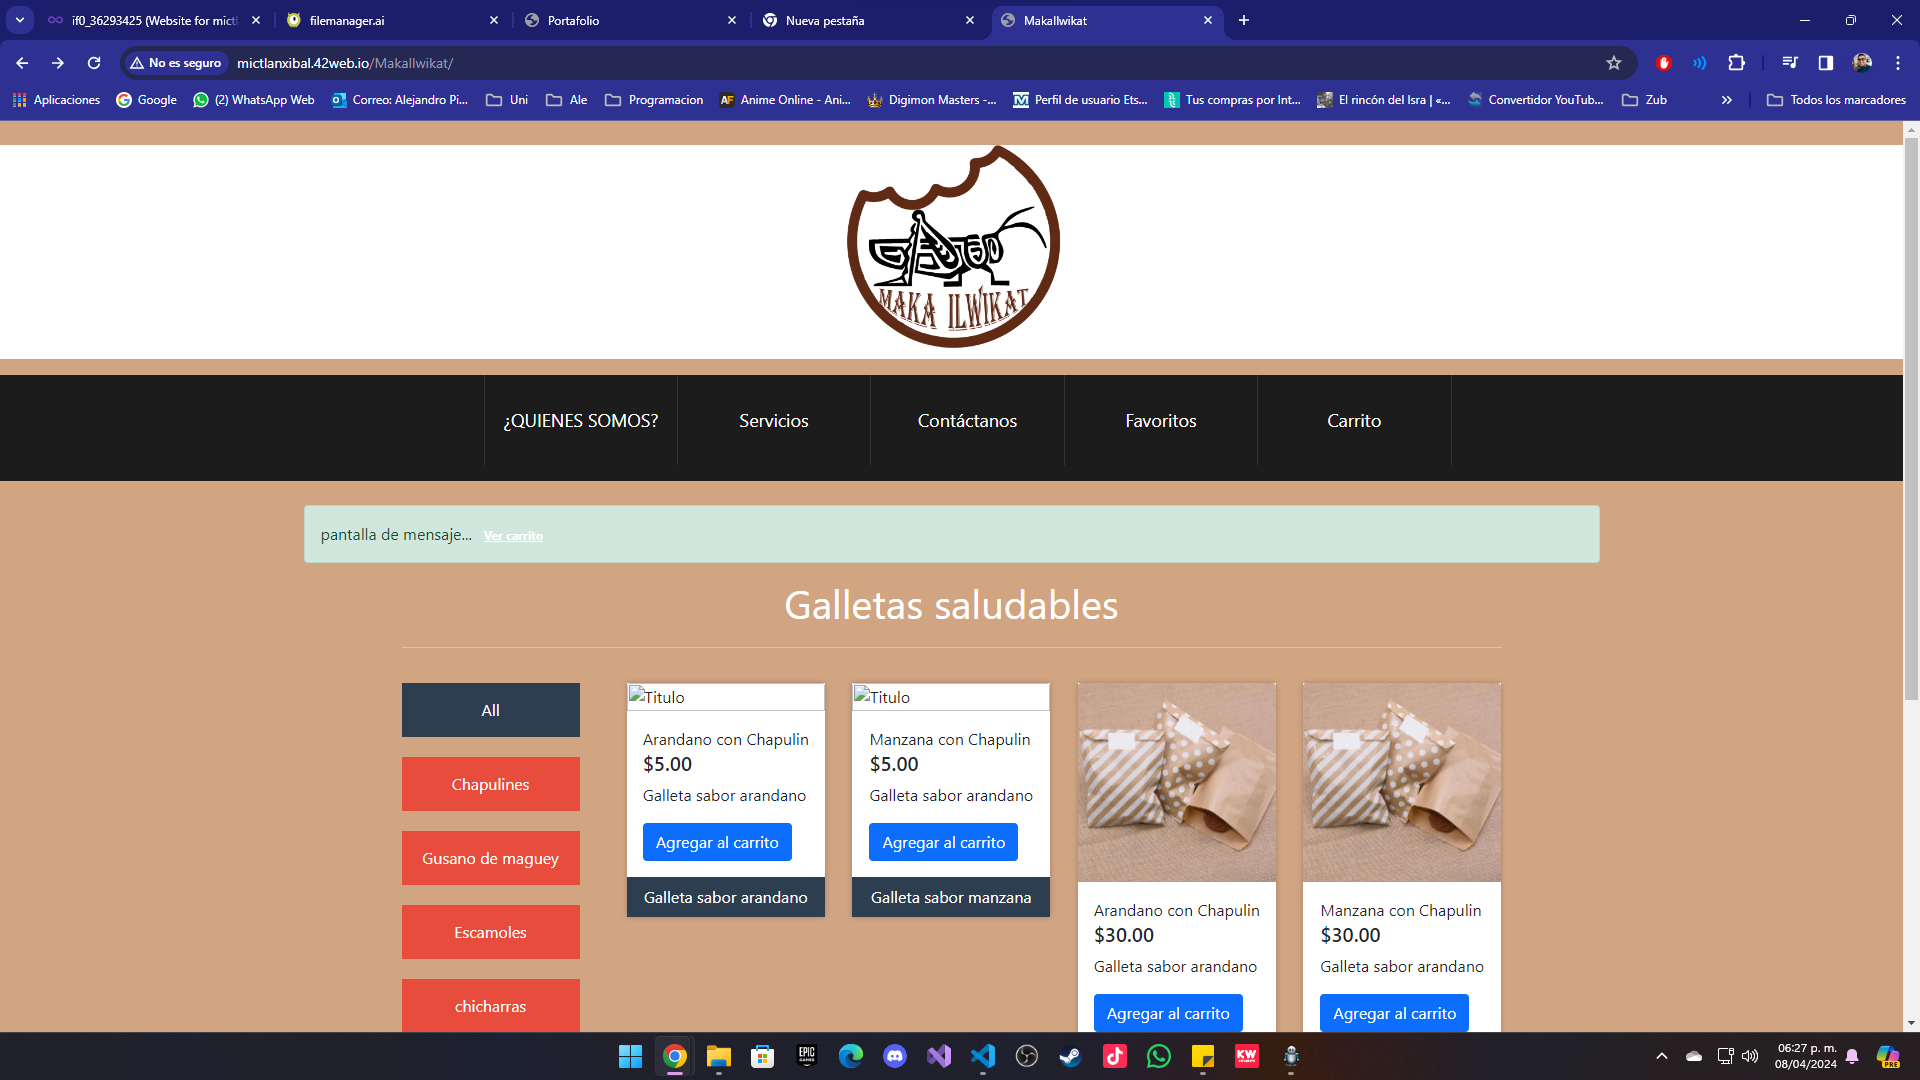 if0_36293425 (Website for mictl
filemanager.ai
Portafolio
Nueva pestaña
Makallwikat
No es seguro
mictlanxibal.42web.io/Makallwikat/
Aplicaciones
Google
(2) WhatsApp Web
Correo: Alejandro Pi...
Uni
Ale
Programacion
Anime Online - Ani...
Digimon Masters -...
Perfil de usuario Ets...
Tus compras por Int...
El rincón del Isra | «...
Convertidor YouTub...
Zub
»
Todos los marcadores
MAKA ILWIKAT
¿QUIENES SOMOS?
Servicios
Contáctanos
Favoritos
Carrito
pantalla de mensaje...
Ver carrito
Galletas saludables
All
Chapulines
Gusano de maguey
Escamoles
chicharras
Titulo
Arandano con Chapulin
$5.00
Galleta sabor arandano
Agregar al carrito
Galleta sabor arandano
Titulo
Manzana con Chapulin
$5.00
Galleta sabor arandano
Agregar al carrito
Galleta sabor manzana
Arandano con Chapulin
$30.00
Galleta sabor arandano
Agregar al carrito
Manzana con Chapulin
$30.00
Galleta sabor arandano
Agregar al carrito
EPIC
GAMES
KW
06:27 p. m.
08/04/2024
PRE